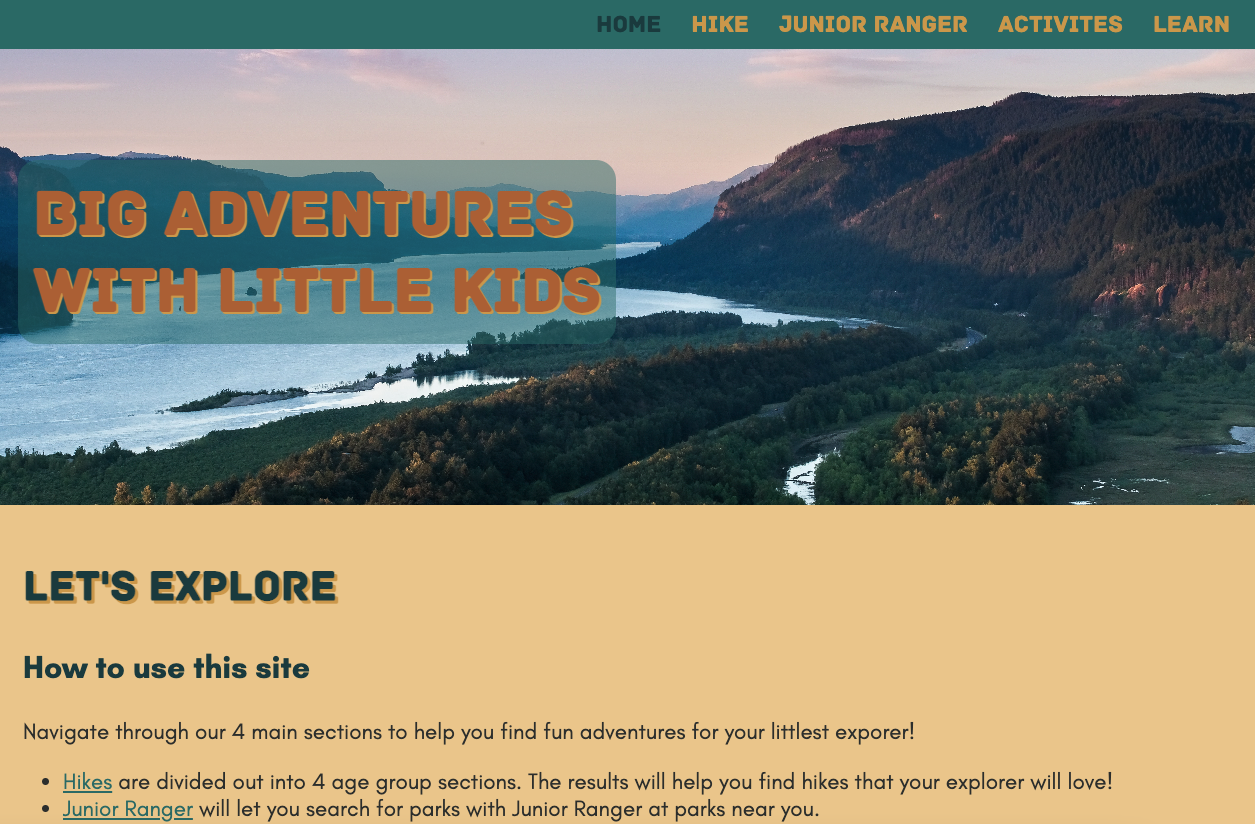 HOME HIKE JUNIOR RANGER ACTIVITES LEARN
BIG ADVENTURES
WITH LITTLE KIDS
LET'S EXPLORE
How to use this site
Navigate through our 4 main sections to help you find fun adventures for your littlest exporer!
• Hikes are divided out into 4 age group sections. The results will help you find hikes that your explorer will love!
• Junior Ranger will let you search for parks with Junior Ranger at parks near you.